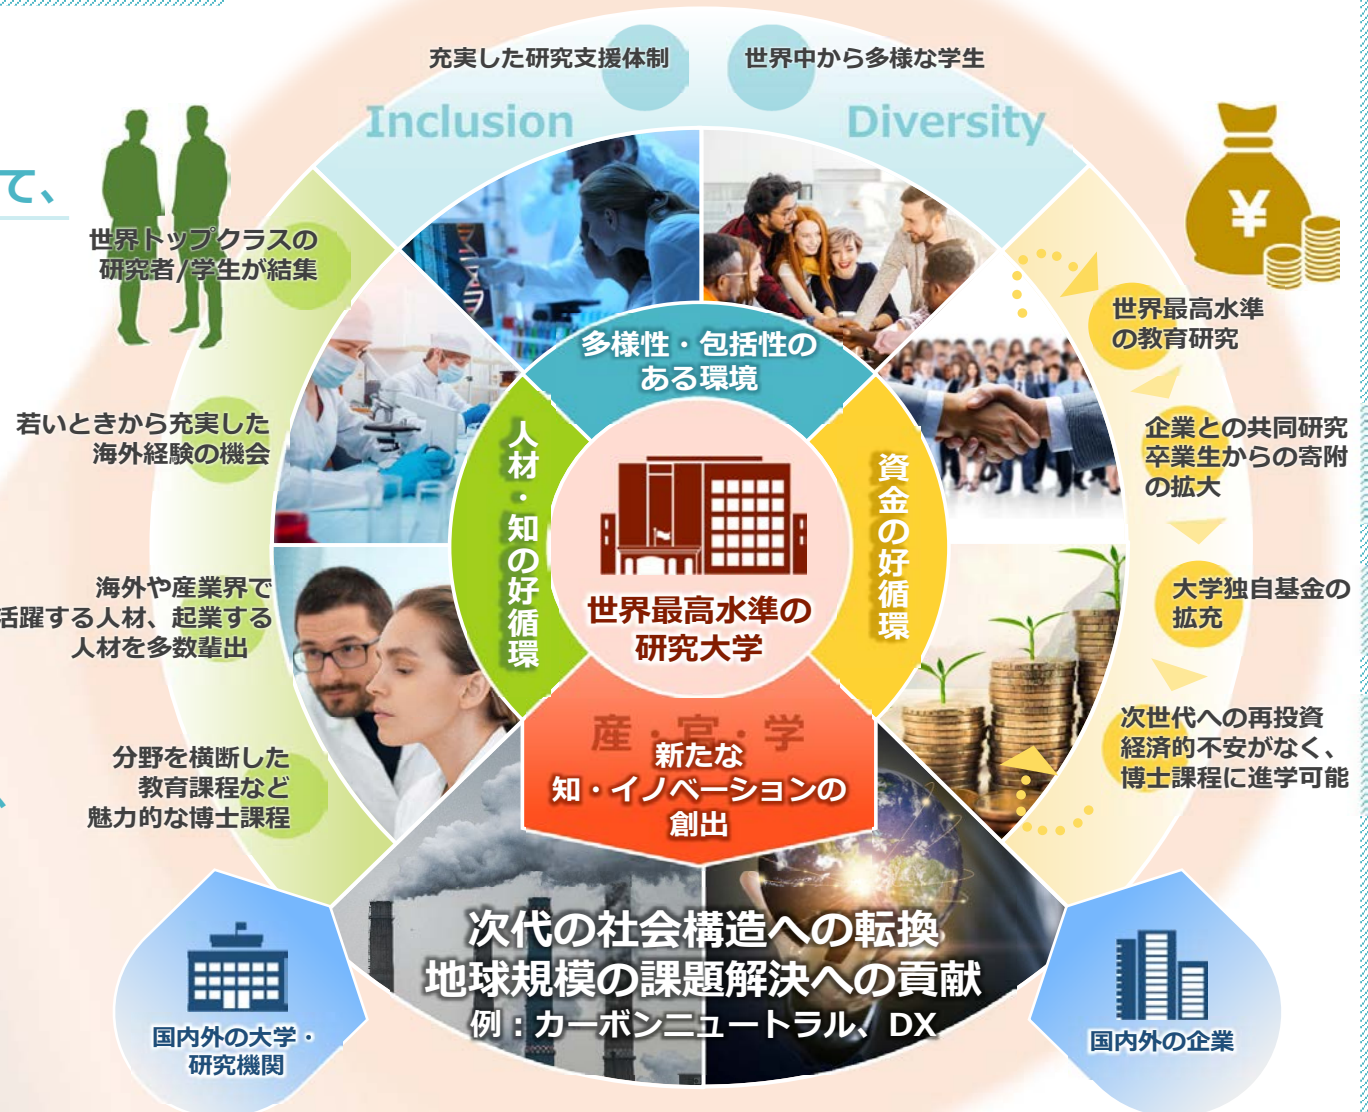 充実した研究支援体制
世界中から多様な学生
Inclusion
Diversity
て、
世界トップクラスの
研究者/学生が結集
若いときから充実した
海外経験の機会
海外や産業界で
活躍する人材、起業する
人材を多数輩出
分野を横断した
教育課程など
魅力的な博士課程
、
多様性・包括性の
ある環境
人材・知の好循環
資金の好循環
世界最高水準の
研究大学
産・官・学
新たな
知・イノベーションの
創出
¥
世界最高水準
の教育研究
企業との共同研究
卒業生からの寄附
の拡大
大学独自基金の
拡充
次世代への再投資
経済的不安がなく、
博士課程に進学可能
次代の社会構造への転換
地球規模の課題解決への貢献
例：カーボンニュートラル、DX
国内外の大学・
研究機関
国内外の企業